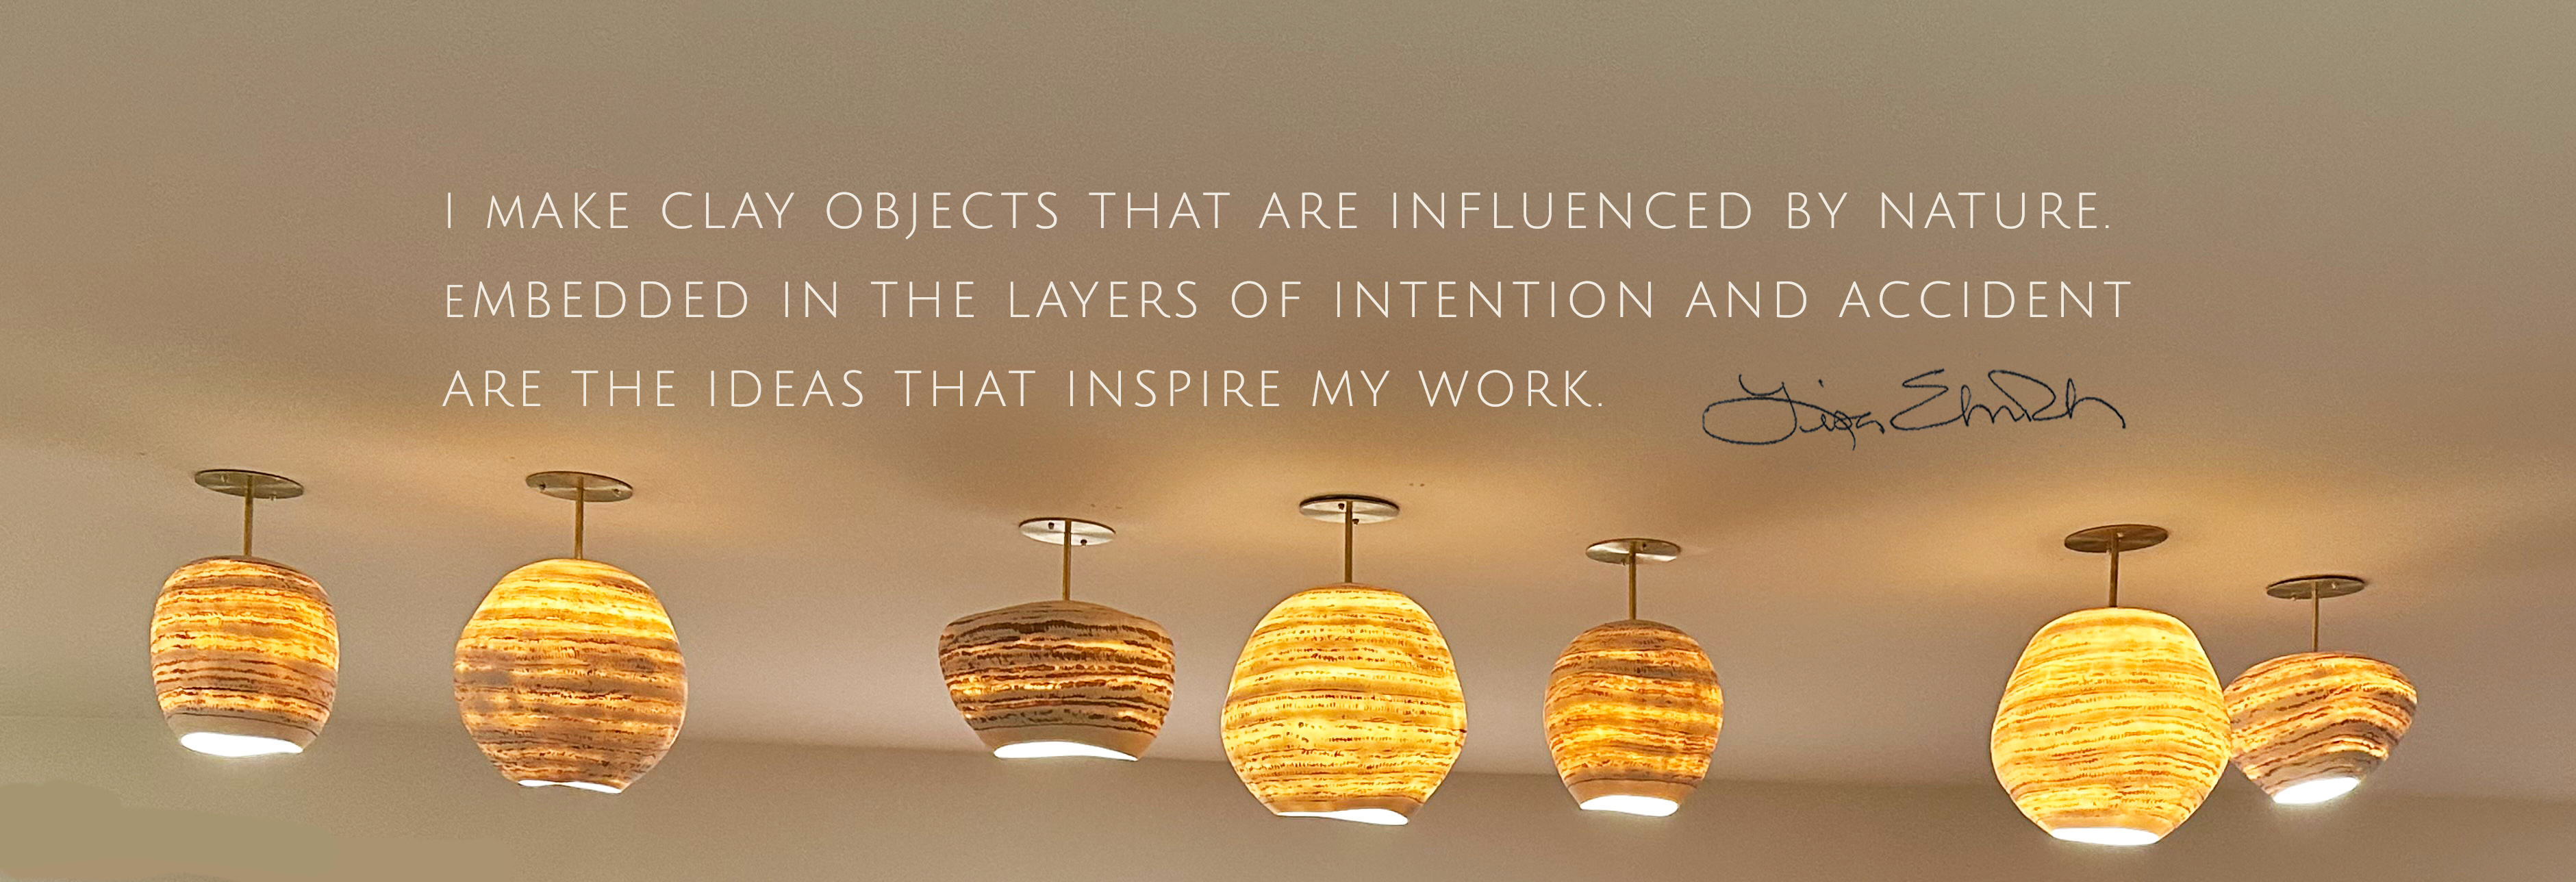 I MAKE CLAY OBJECTS THAT ARE INFLUENCED BY NATURE.
EMBEDDED IN THE LAYERS OF INTENTION AND ACCIDENT
ARE THE IDEAS THAT INSPIRE MY WORK.